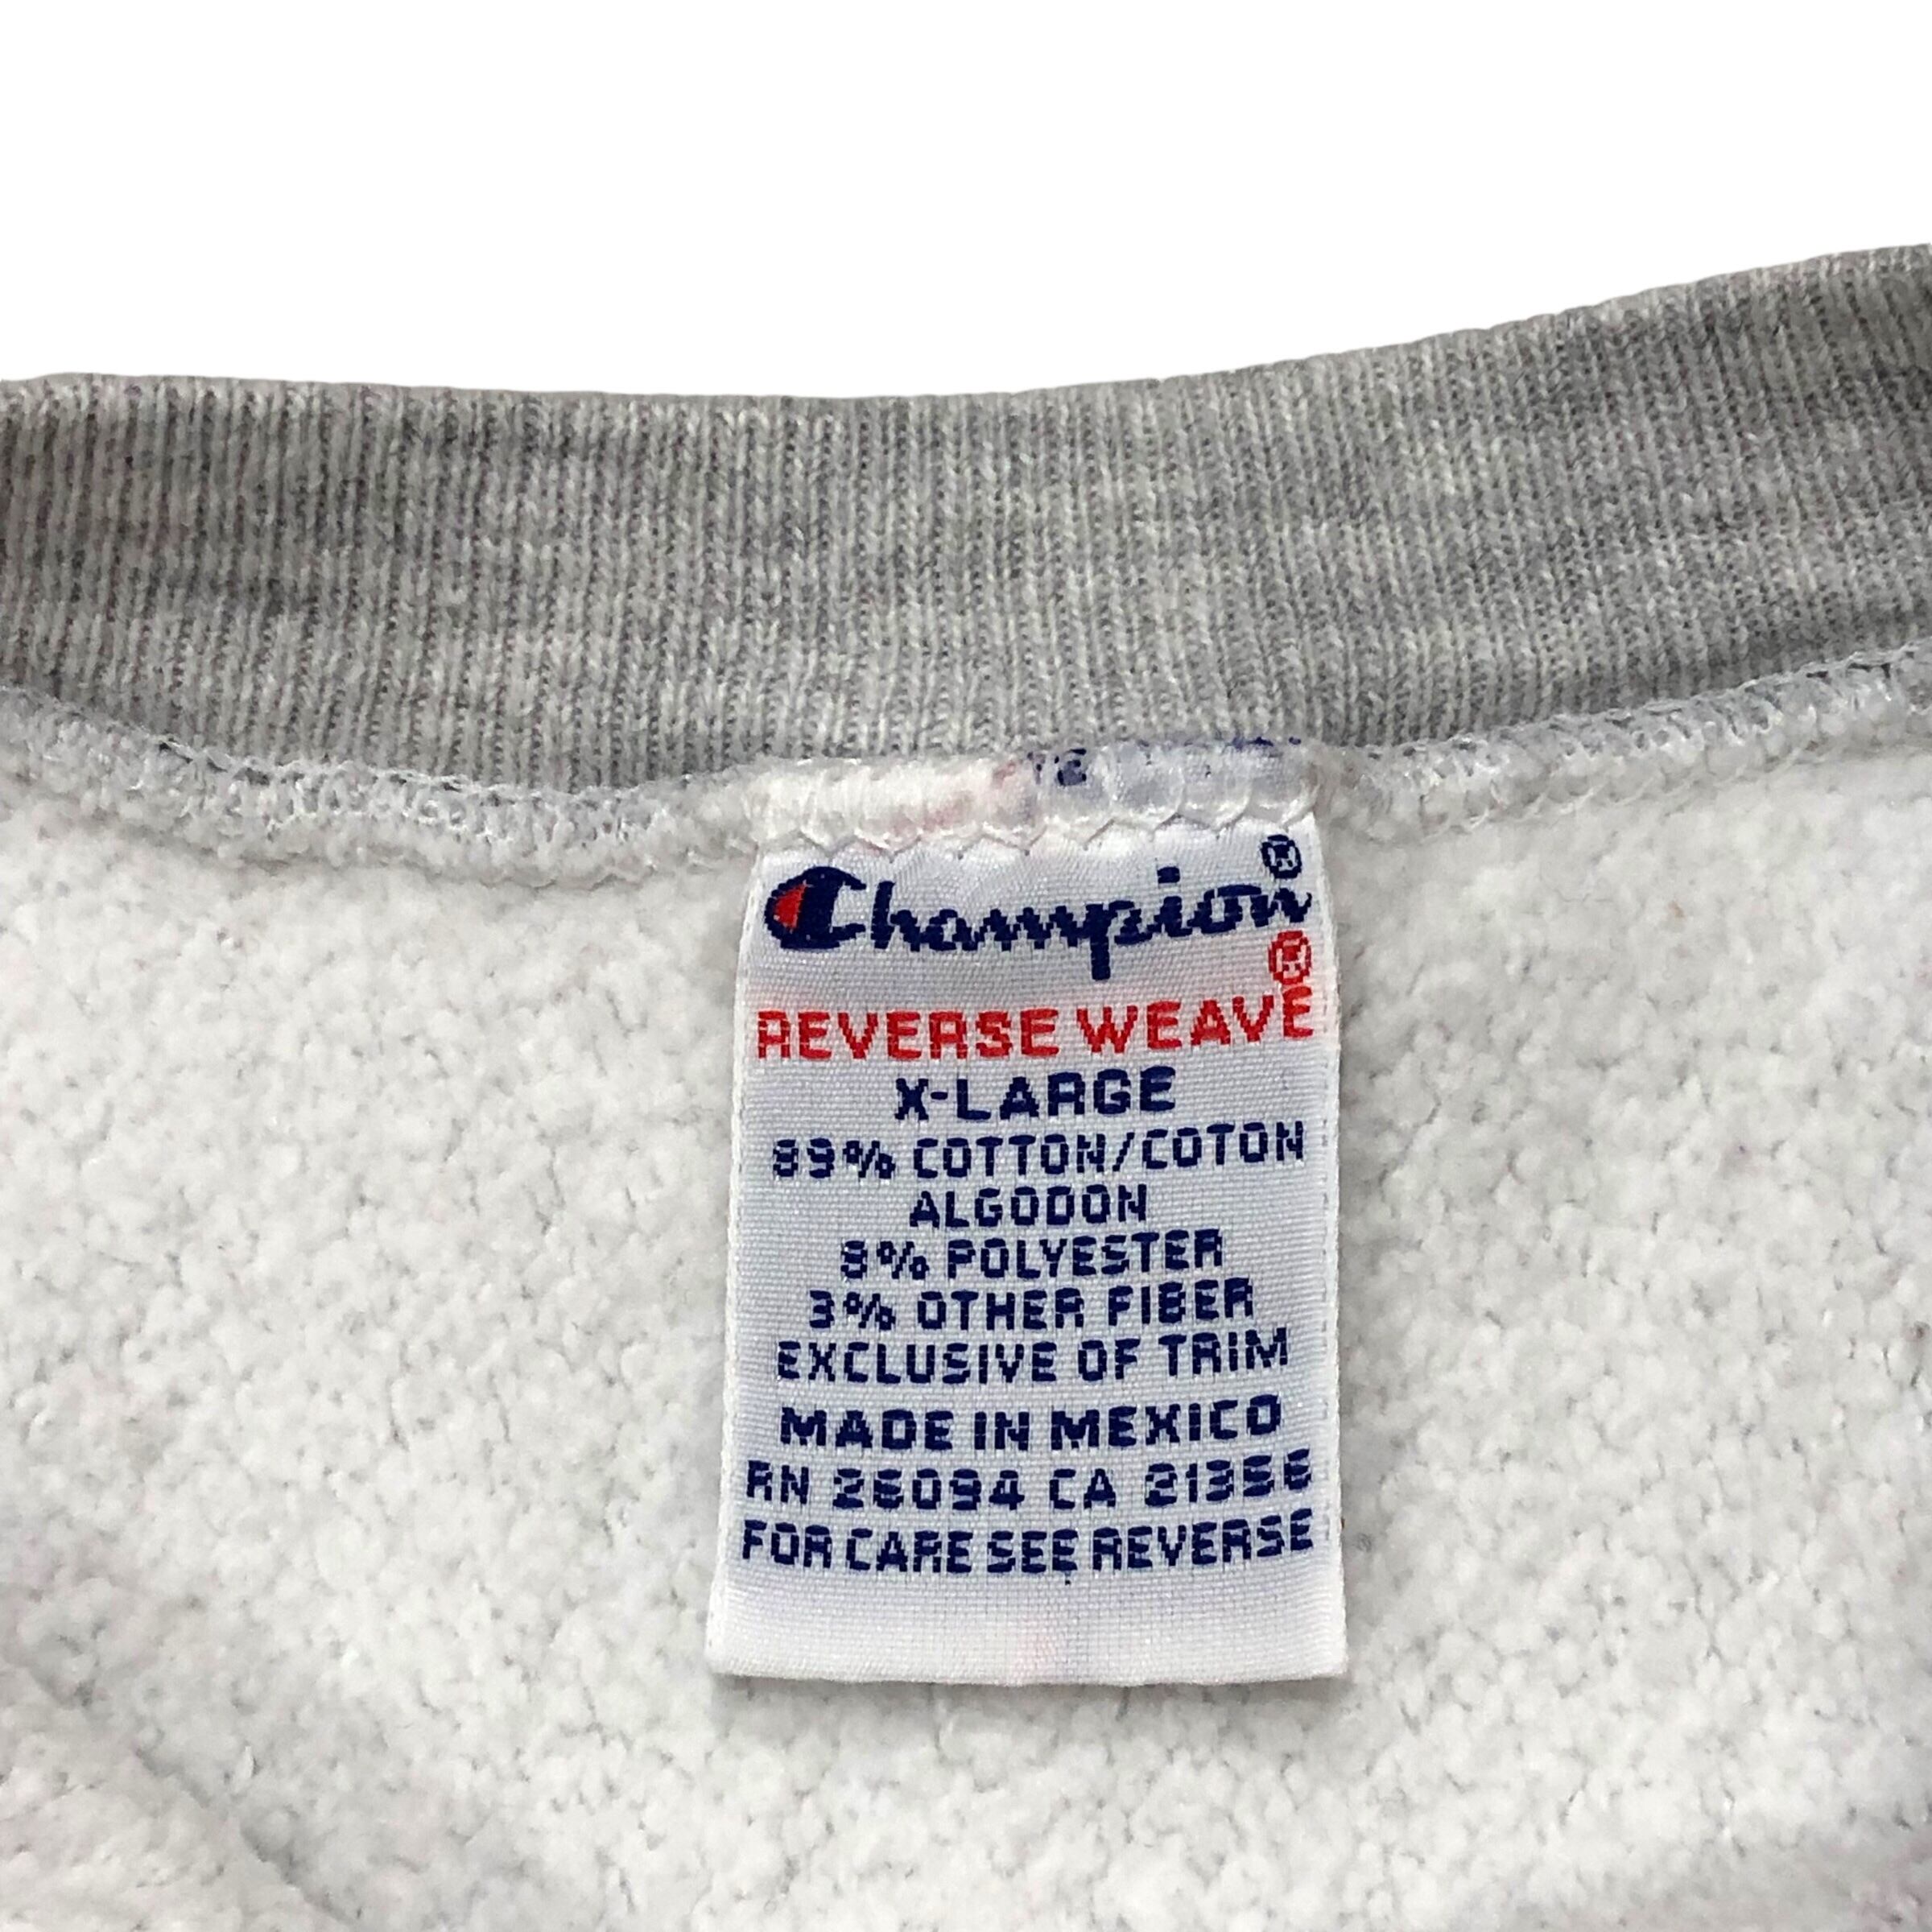 Champion®
REVERSE WEAVE®
X-LARGE
89% COTTON/COTON
ALGODON
8% POLYESTER
3% OTHER FIBER
EXCLUSIVE OF TRIM
MADE IN MEXICO
RN 26094 CA 21356
FOR CARE SEE REVERSE